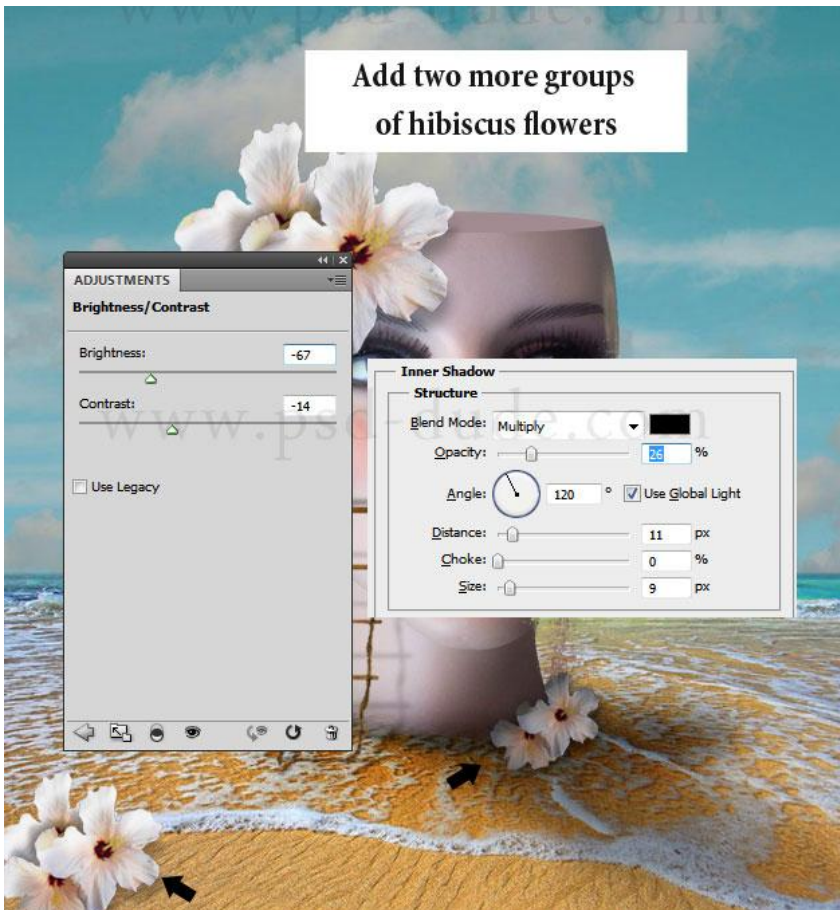 www.psd-dude.com
Add two more groups
of hibiscus flowers
ADJUSTMENTS
Brightness/Contrast
Brightness: -67
Contrast: -14
Use Legacy
Inner Shadow
Structure
Blend Mode: Multiply
Opacity: 26 %
Angle: 120 ° Use Global Light
Distance: 11 px
Choke: 0 %
Size: 9 px
www.psd-dude.com